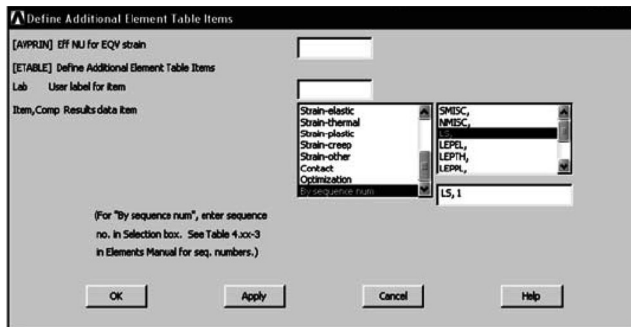 Define Additional Element Table Items
[AVPRIN] Eff NU for EQV strain
[ETABLE] Define Additional Element Table Items
Lab User label for item
Item,Comp Results data item
Strain-elastic
Strain-thermal
Strain-plastic
Strain-creep
Strain-other
Contact
Optimization
By sequence num
SMISC,
NMISC,
LS,
LEPEL,
LEPTH,
LEPPL,
LS, 1
(For "By sequence num", enter sequence
no. in Selection box. See Table 4.xx-3
in Elements Manual for seq. numbers.)
OK Apply Cancel Help